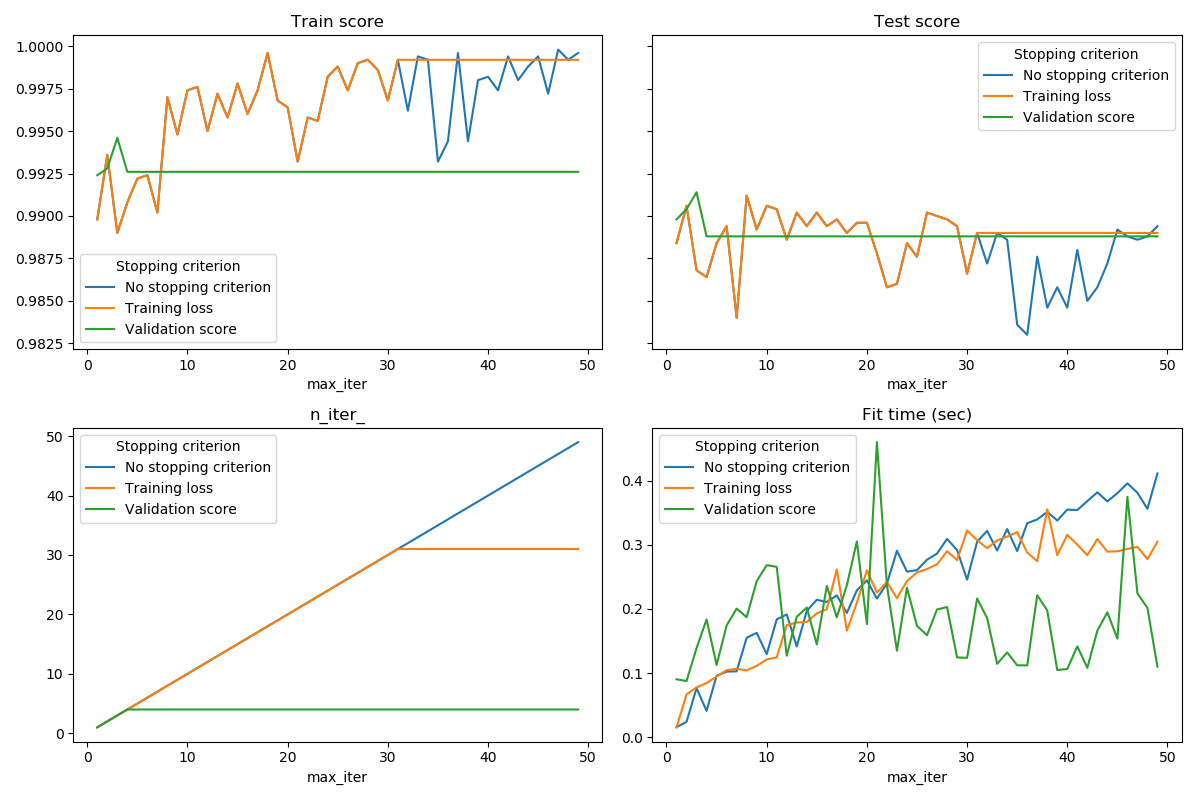 Train score
1.0000
0.9975
0.9950
0.9925
0.9900
0.9875
0.9850
0.9825
Stopping criterion
No stopping criterion
Training loss
Validation score
0 10 20 30 40 50
max_iter
Test score
Stopping criterion
No stopping criterion
Training loss
Validation score
0 10 20 30 40 50
max_iter
n_iter_
50
40
30
20
10
0
Stopping criterion
No stopping criterion
Training loss
Validation score
0 10 20 30 40 50
max_iter
Fit time (sec)
0.4
0.3
0.2
0.1
0.0
Stopping criterion
No stopping criterion
Training loss
Validation score
0 10 20 30 40 50
max_iter